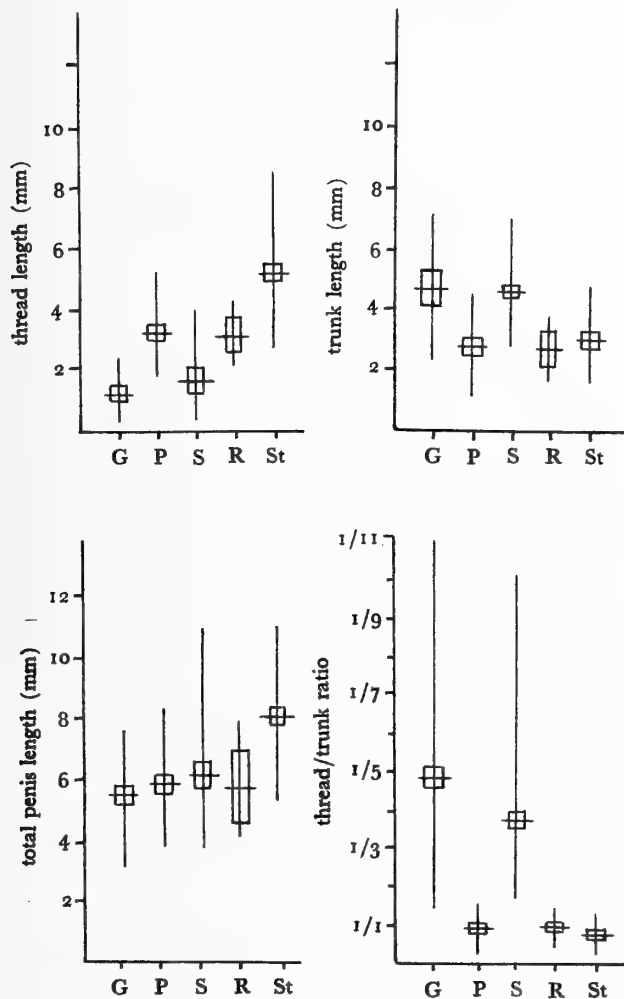 thread length (mm)
10
8
6
4
2
G P S R St
trunk length (mm)
10
8
6
4
2
G P S R St
total penis length (mm)
12
10
8
6
4
2
G P S R St
thread/trunk ratio
1/11
1/9
1/7
1/5
1/3
1/1
G P S R St